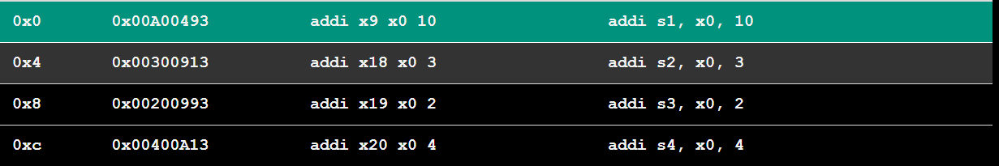 0x0 0x00A00493 addi x9 x0 10 addi s1, x0, 10
0x4 0x00300913 addi x18 x0 3 addi s2, x0, 3
0x8 0x00200993 addi x19 x0 2 addi s3, x0, 2
0xc 0x00400A13 addi x20 x0 4 addi s4, x0, 4